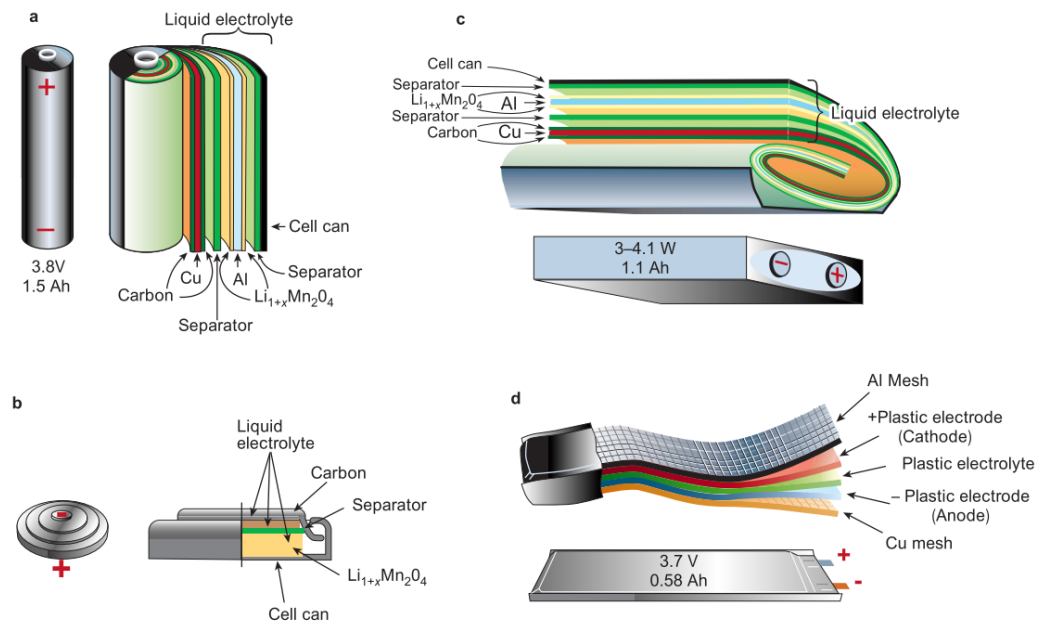 a
Liquid electrolyte
+
−
3.8V
1.5 Ah
Cell can
Separator
Cu
Al
Carbon
Li1+xMn204
Separator
b
Liquid
electrolyte
Carbon
Separator
Li1+xMn2O4
Cell can
+
c
Cell can
Separator
Li1+xMn2O4
Al
Separator
Carbon
Cu
Liquid electrolyte
3–4.1 W
1.1 Ah
−
+
d
Al Mesh
+Plastic electrode
(Cathode)
Plastic electrolyte
– Plastic electrode
(Anode)
Cu mesh
3.7 V
0.58 Ah
+
-